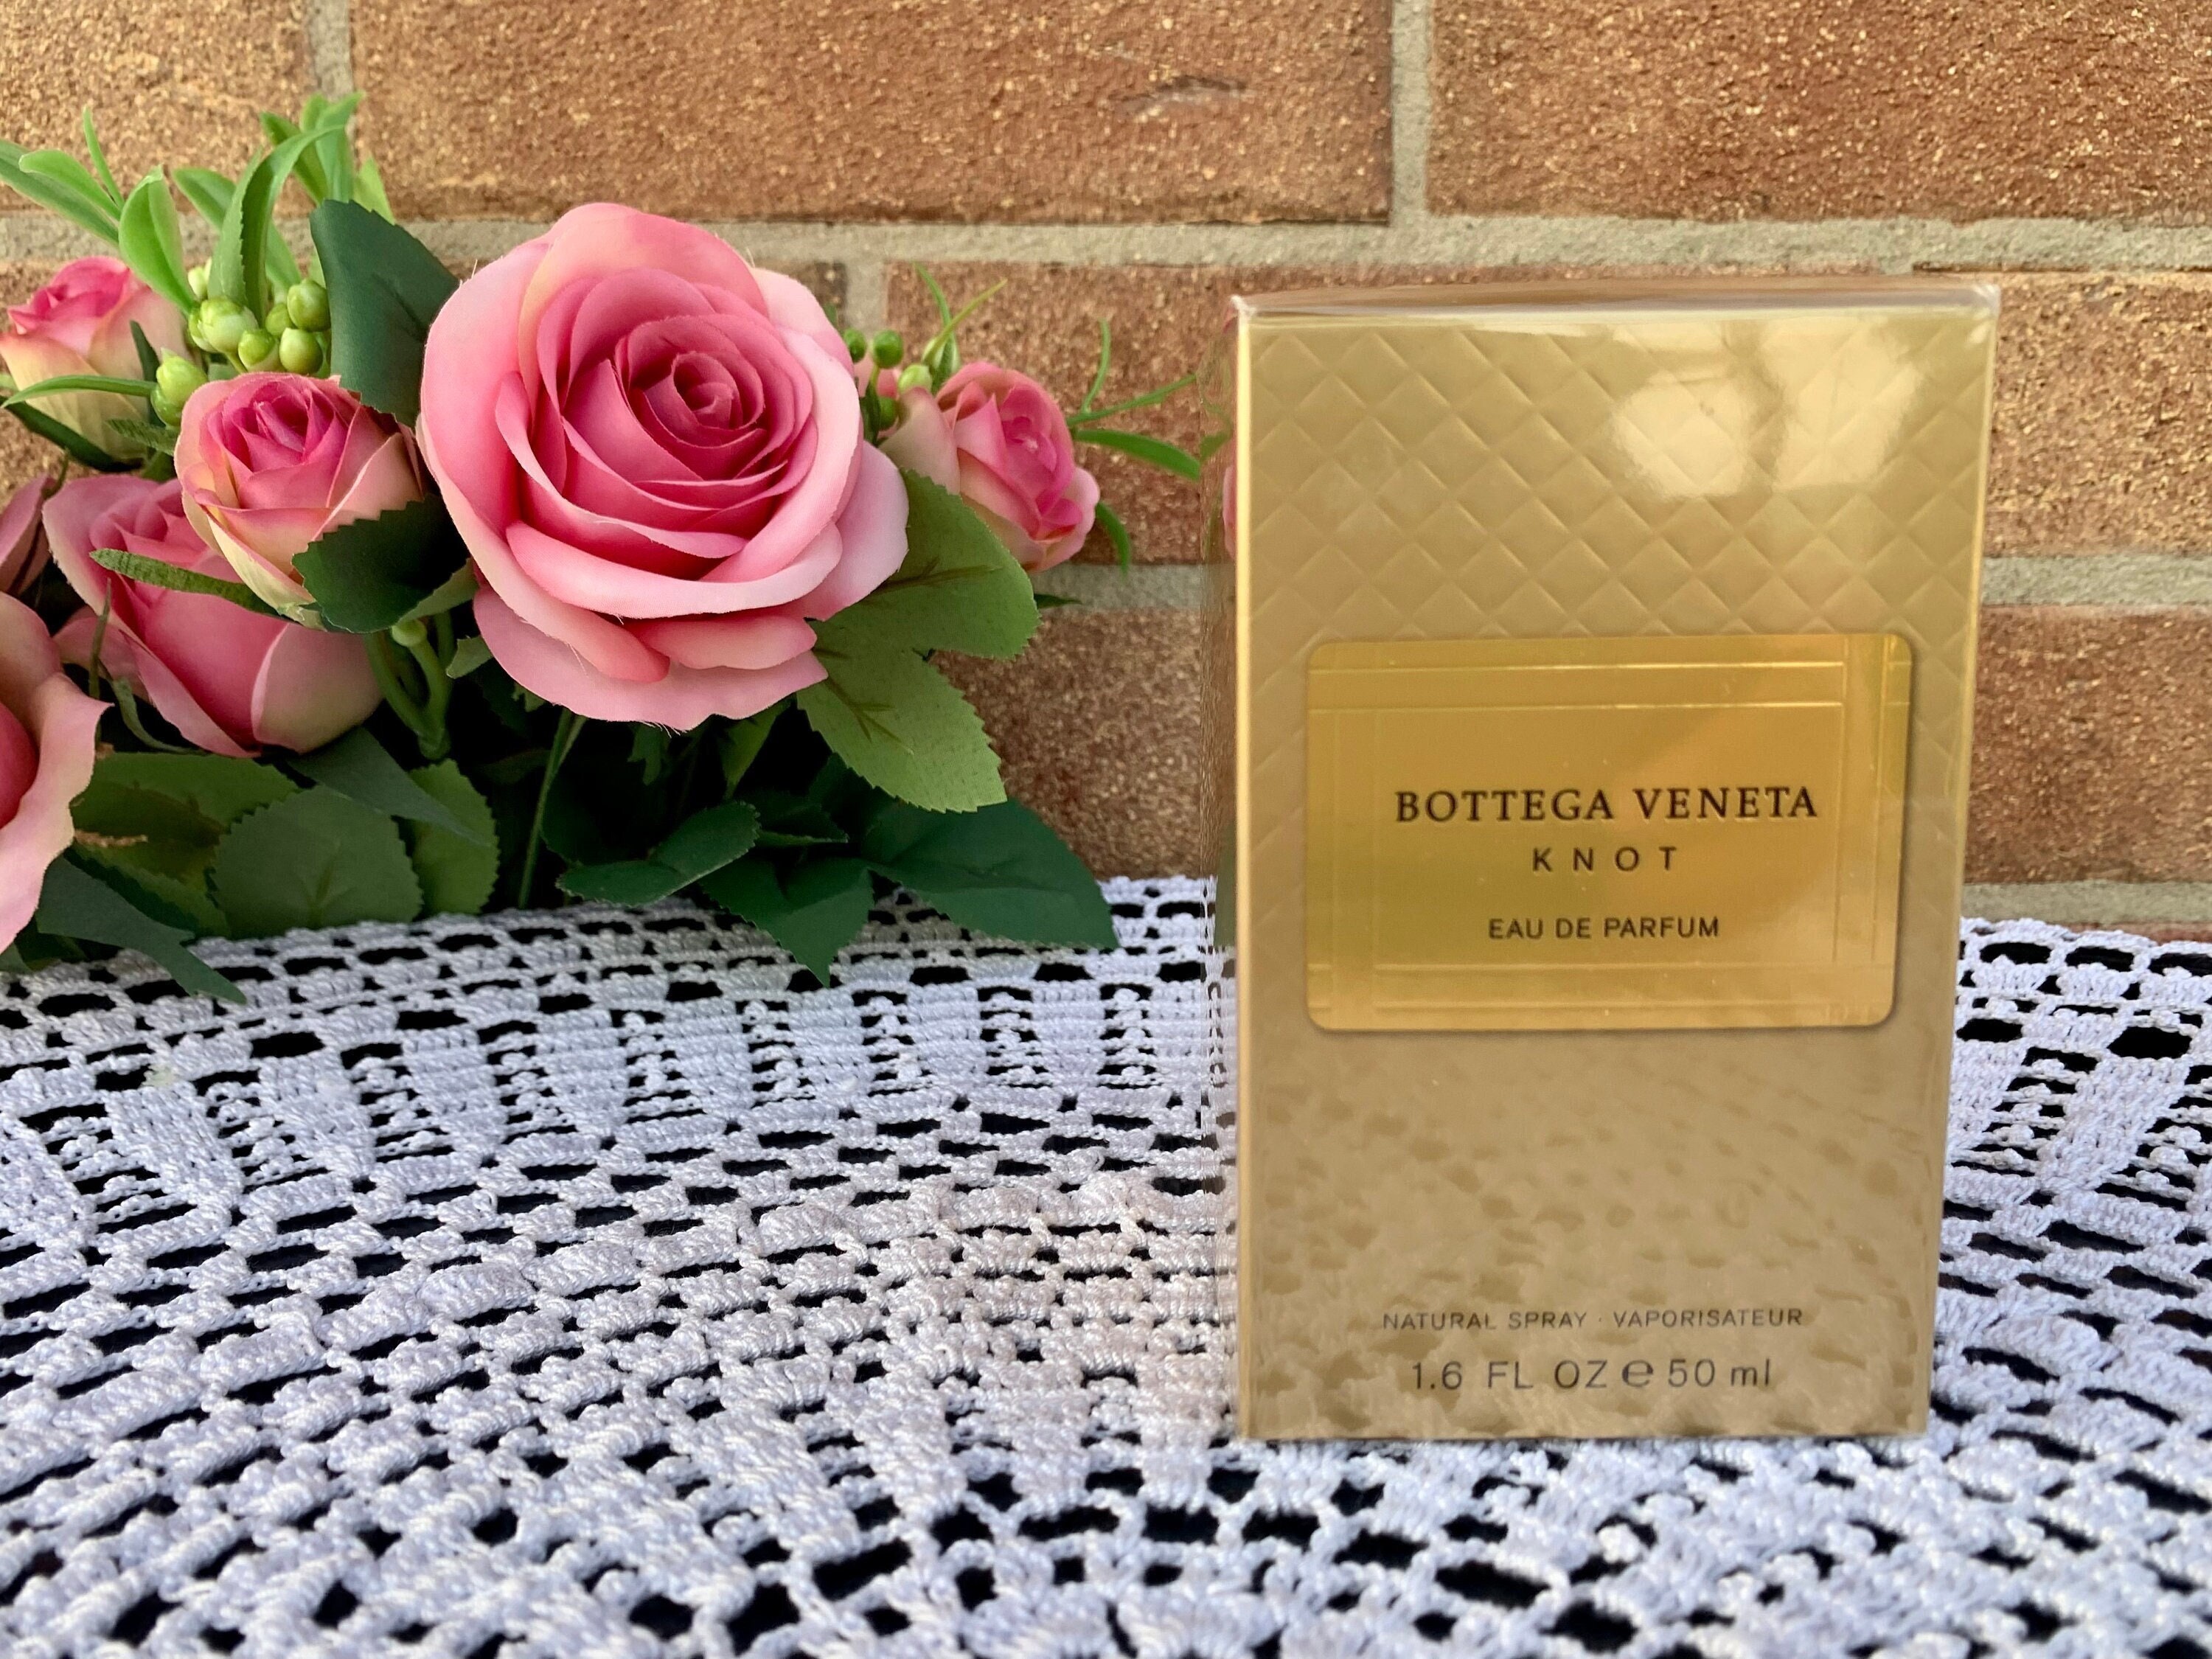 BOTTEGA VENETA
KNOT
EAU DE PARFUM
NATURAL SPRAY · VAPORISATEUR
1.6 FL OZ ℮ 50 ml